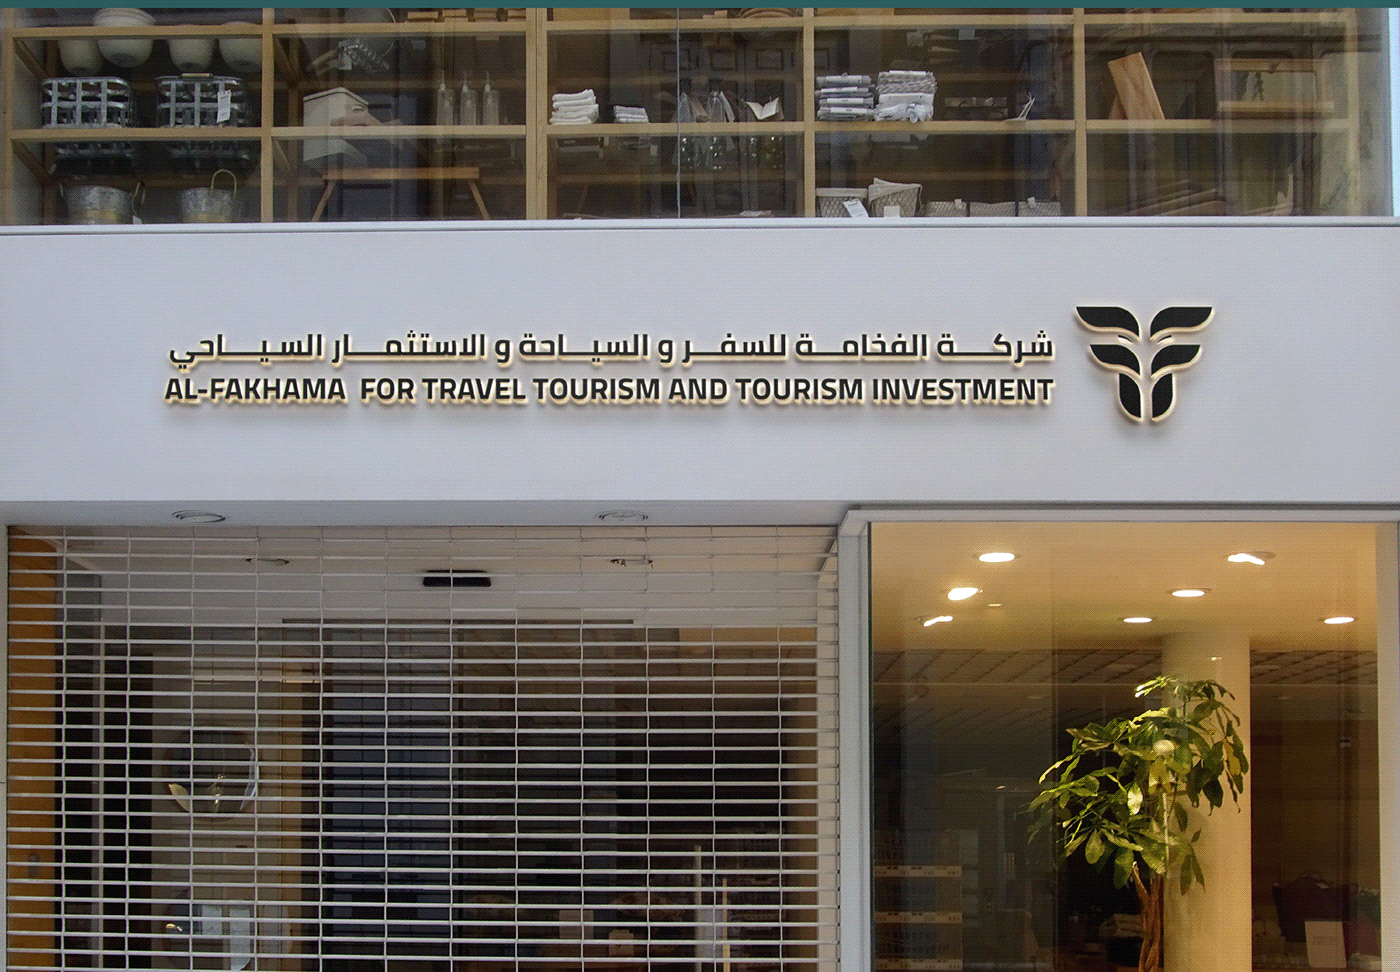 شركة الفخامة للسفر و السياحة و الاستثمار السياحي
AL-FAKHAMA FOR TRAVEL TOURISM AND TOURISM INVESTMENT